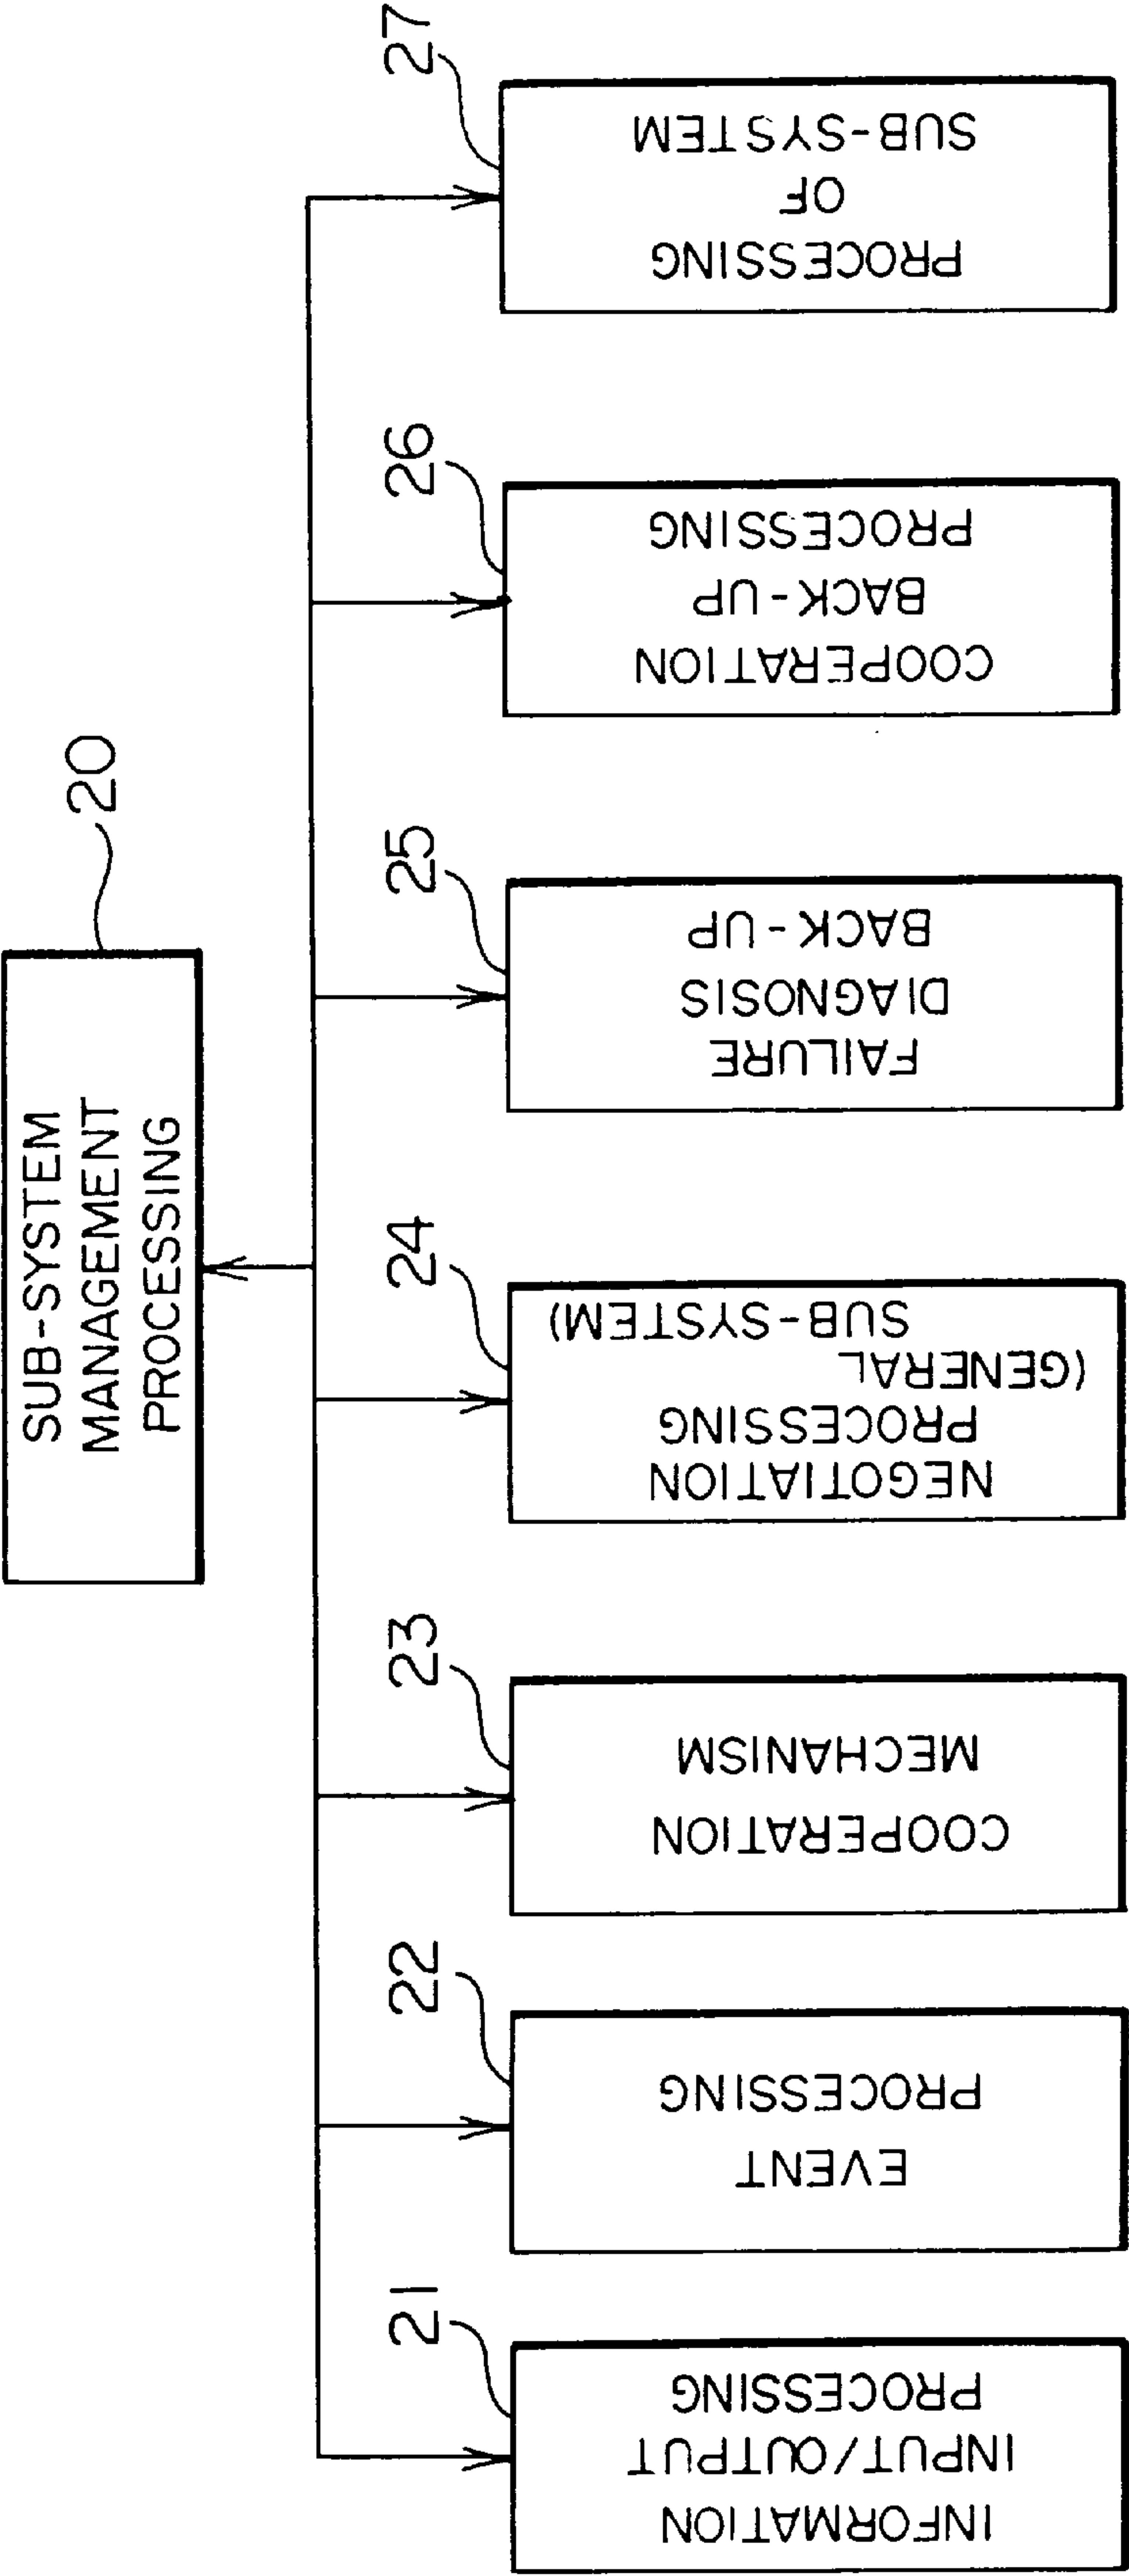 20
SUB-SYSTEM
MANAGEMENT
PROCESSING
21
INFORMATION
INPUT/OUTPUT
PROCESSING
22
EVENT
PROCESSING
23
COOPERATION
MECHANISM
24
NEGOTIATION
PROCESSING
(GENERAL
SUB-SYSTEM)
25
FAILURE
DIAGNOSIS
BACK-UP
26
COOPERATION
BACK-UP
PROCESSING
27
PROCESSING
OF
SUB-SYSTEM